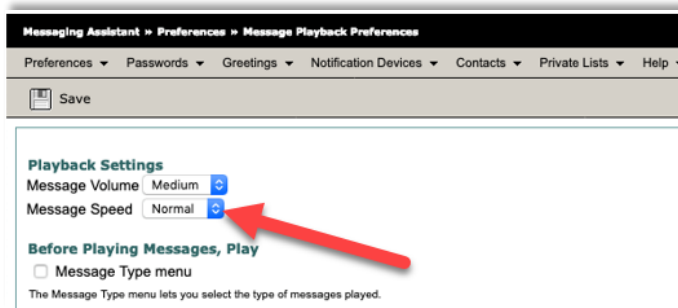 Messaging Assistant » Preferences » Message Playback Preferences
Preferences Passwords Greetings Notification Devices Contacts Private Lists Help
Save
Playback Settings
Message Volume Medium
Message Speed Normal
Before Playing Messages, Play
Message Type menu
The Message Type menu lets you select the type of messages played.